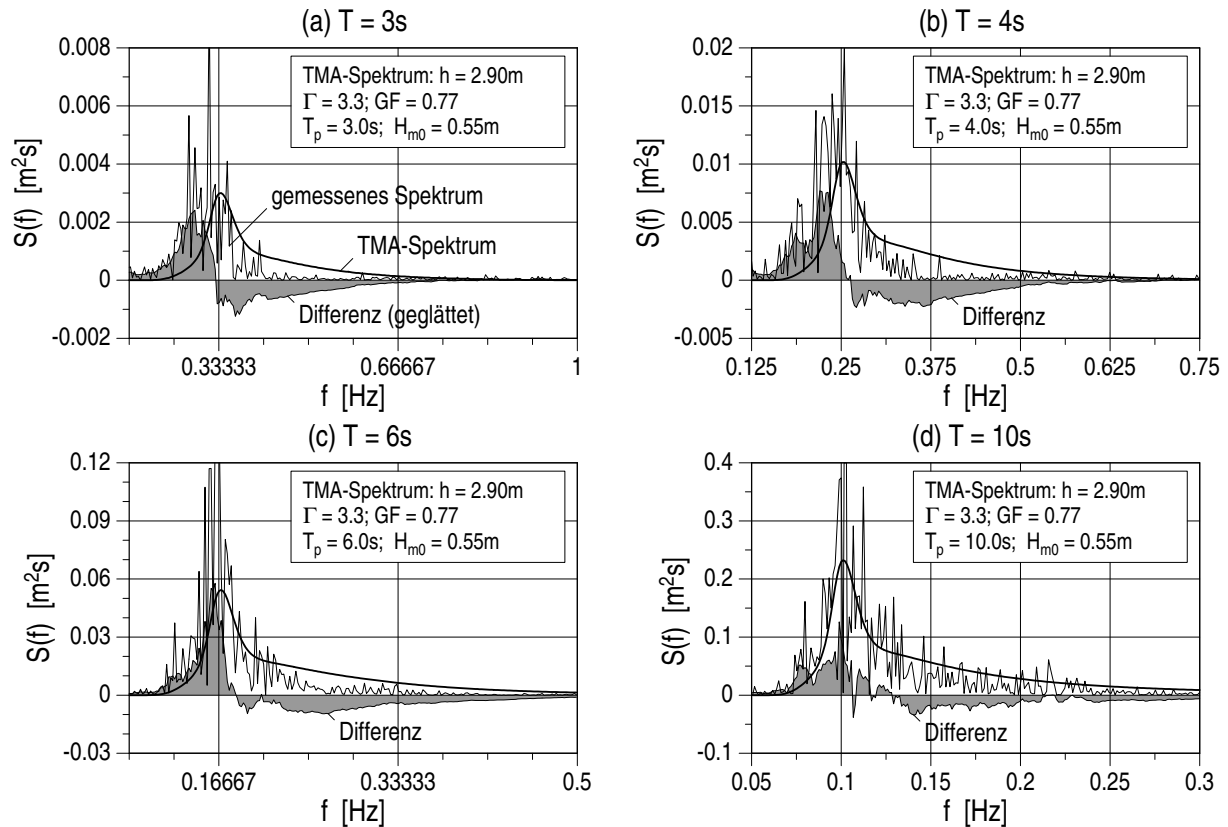 (a) T = 3s
0.008
0.006
0.004
0.002
0
-0.002
S(f) [m²s]
TMA-Spektrum: h = 2.90m
Γ = 3.3; GF = 0.77
T_p = 3.0s; H_m0 = 0.55m
gemessenes Spektrum
TMA-Spektrum
Differenz (geglättet)
0.33333 0.66667 1
f [Hz]
(b) T = 4s
0.02
0.015
0.01
0.005
0
-0.005
S(f) [m²s]
TMA-Spektrum: h = 2.90m
Γ = 3.3; GF = 0.77
T_p = 4.0s; H_m0 = 0.55m
Differenz
0.125 0.25 0.375 0.5 0.625 0.75
f [Hz]
(c) T = 6s
0.12
0.09
0.06
0.03
0
-0.03
S(f) [m²s]
TMA-Spektrum: h = 2.90m
Γ = 3.3; GF = 0.77
T_p = 6.0s; H_m0 = 0.55m
Differenz
0.16667 0.33333 0.5
f [Hz]
(d) T = 10s
0.4
0.3
0.2
0.1
0
-0.1
S(f) [m²s]
TMA-Spektrum: h = 2.90m
Γ = 3.3; GF = 0.77
T_p = 10.0s; H_m0 = 0.55m
Differenz
0.05 0.1 0.15 0.2 0.25 0.3
f [Hz]